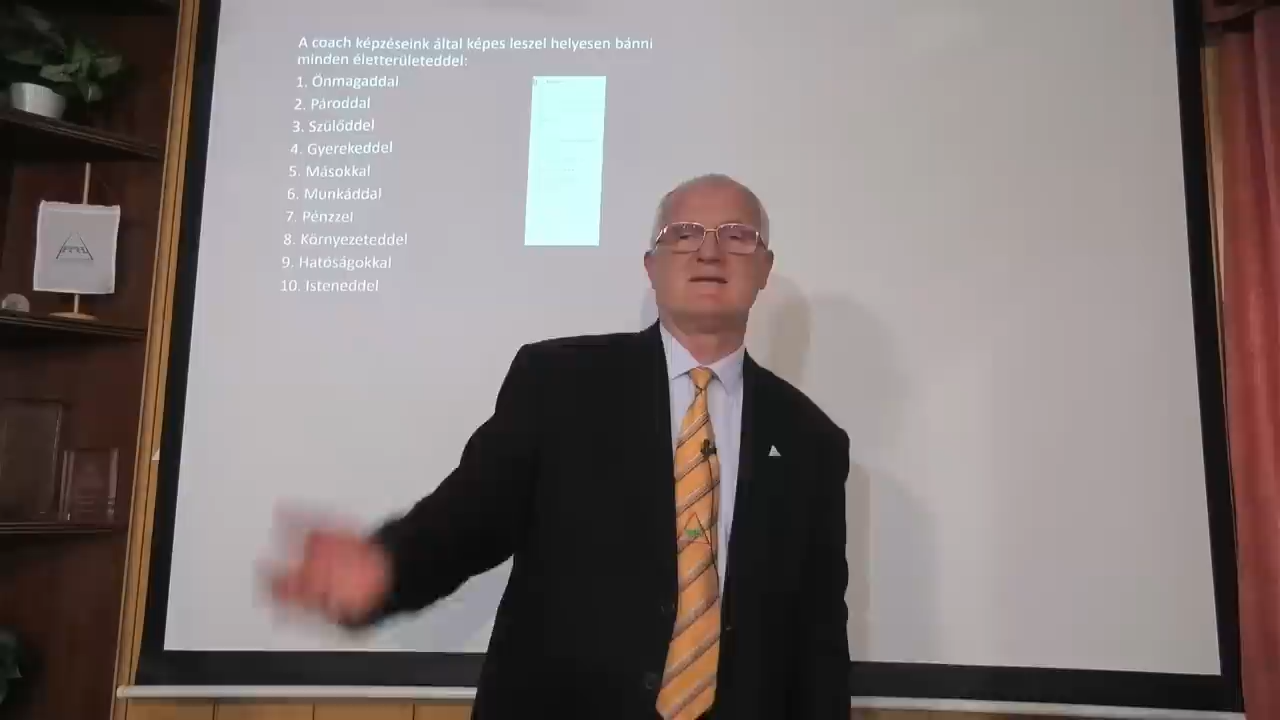 A coach képzéseink által képes leszel helyesen bánni
minden életterületeddel:
1. Önmagaddal
2. Pároddal
3. Szülőddel
4. Gyerekeddel
5. Másokkal
6. Munkáddal
7. Pénzzel
8. Környezeteddel
9. Hatóságokkal
10. Isteneddel